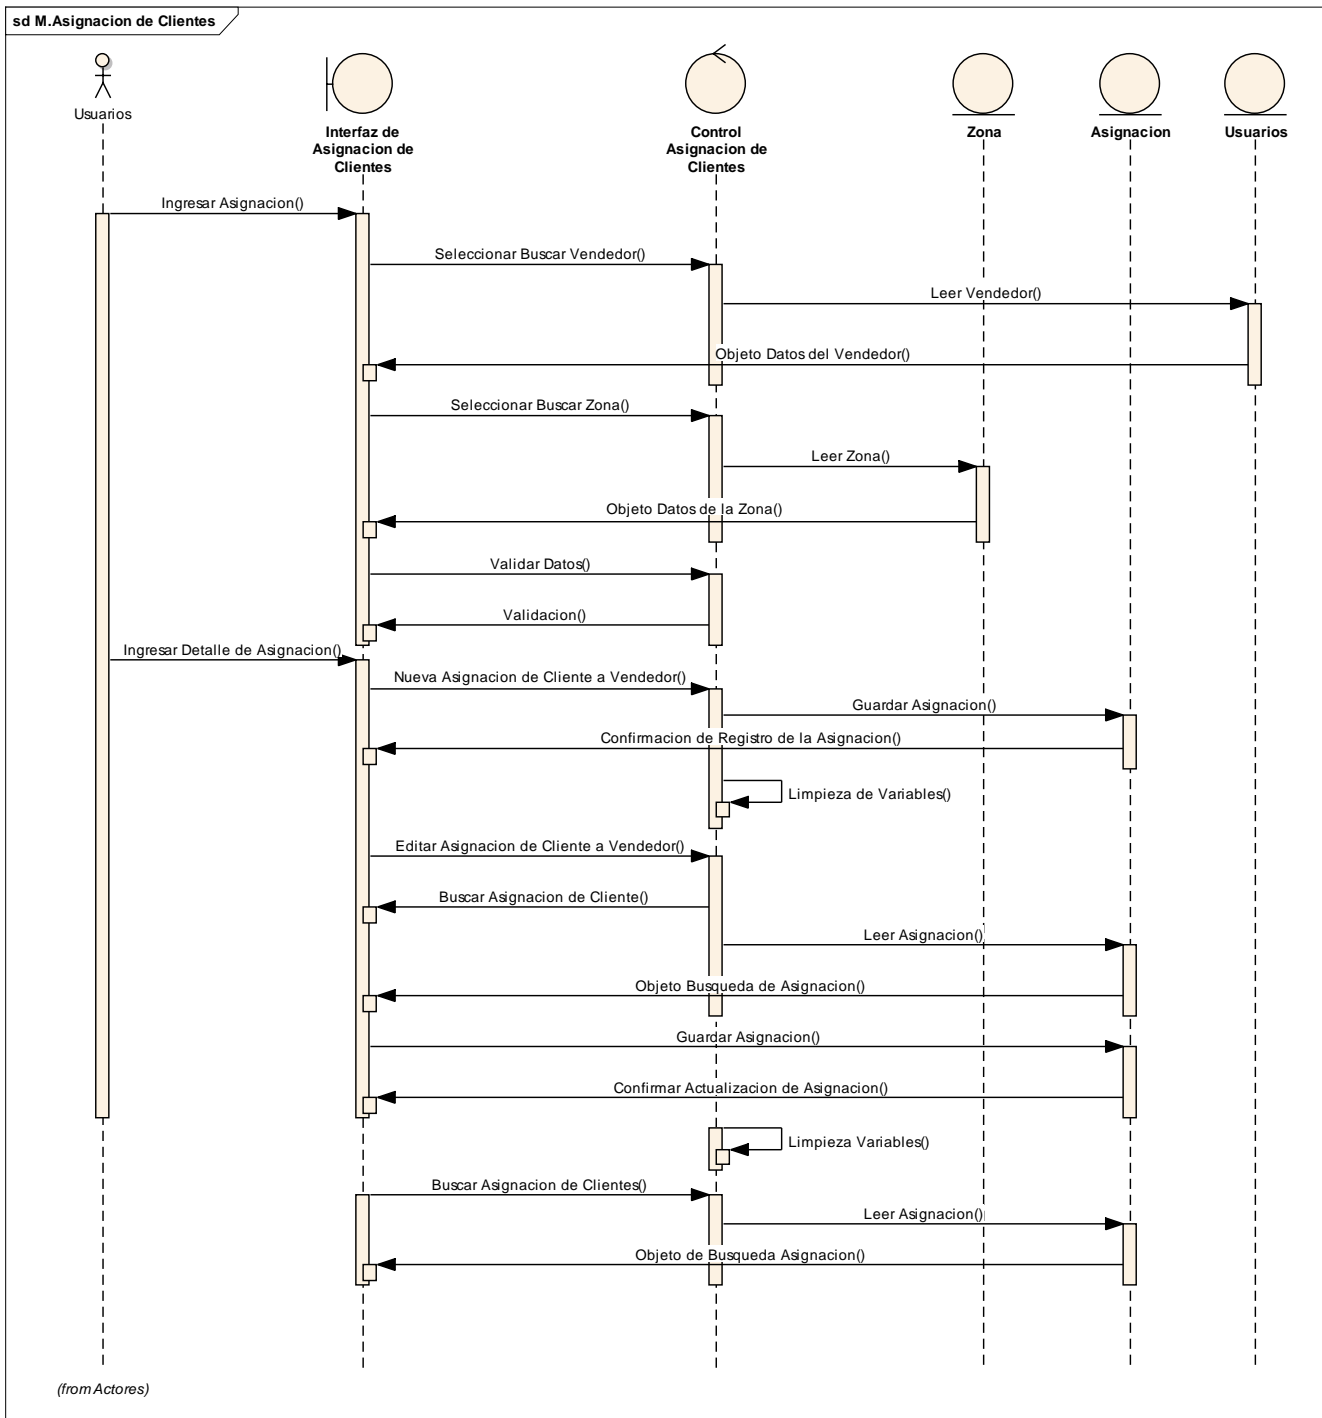 sd M.Asignacion de Clientes
Usuarios
Interfaz de
Asignacion de
Clientes
Control
Asignacion de
Clientes
Zona
Asignacion
Usuarios
Ingresar Asignacion()
Seleccionar Buscar Vendedor()
Leer Vendedor()
Objeto Datos del Vendedor()
Seleccionar Buscar Zona()
Leer Zona()
Objeto Datos de la Zona()
Validar Datos()
Validacion()
Ingresar Detalle de Asignacion()
Nueva Asignacion de Cliente a Vendedor()
Guardar Asignacion()
Confirmacion de Registro de la Asignacion()
Limpieza de Variables()
Editar Asignacion de Cliente a Vendedor()
Buscar Asignacion de Cliente()
Leer Asignacion()
Objeto Busqueda de Asignacion()
Guardar Asignacion()
Confirmar Actualizacion de Asignacion()
Limpieza Variables()
Buscar Asignacion de Clientes()
Leer Asignacion()
Objeto de Busqueda Asignacion()
(from Actores)